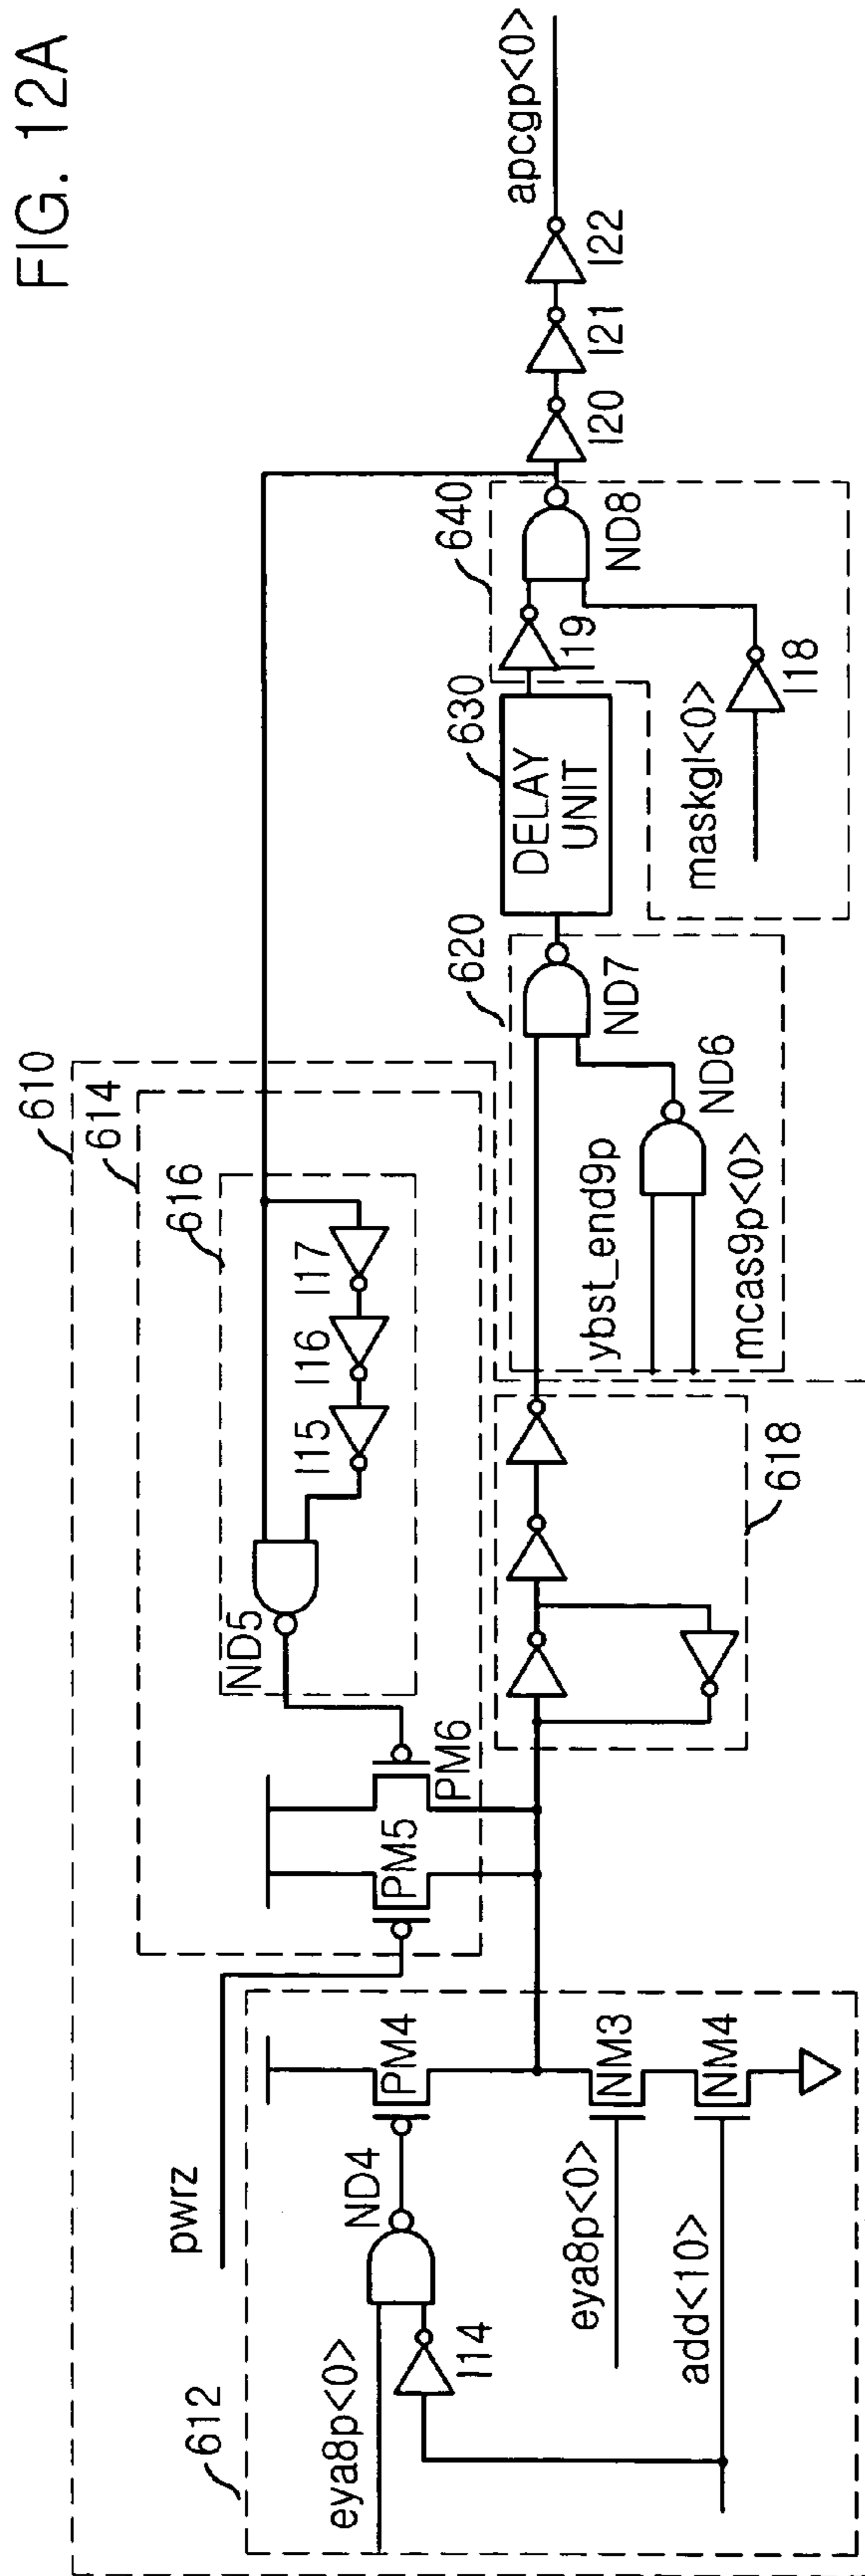 FIG. 12A
610
614
616
ND5
I15
I16
I17
PM5
PM6
pwrz
612
eya8p<0>
ND4
I14
PM4
eya8p<0>
NM3
add<10>
NM4
618
620
ybst_end9p
mcas9p<0>
ND6
ND7
630
DELAY
UNIT
640
I19
ND8
maskgl<0>
I18
I20
I21
I22
apcgp<0>